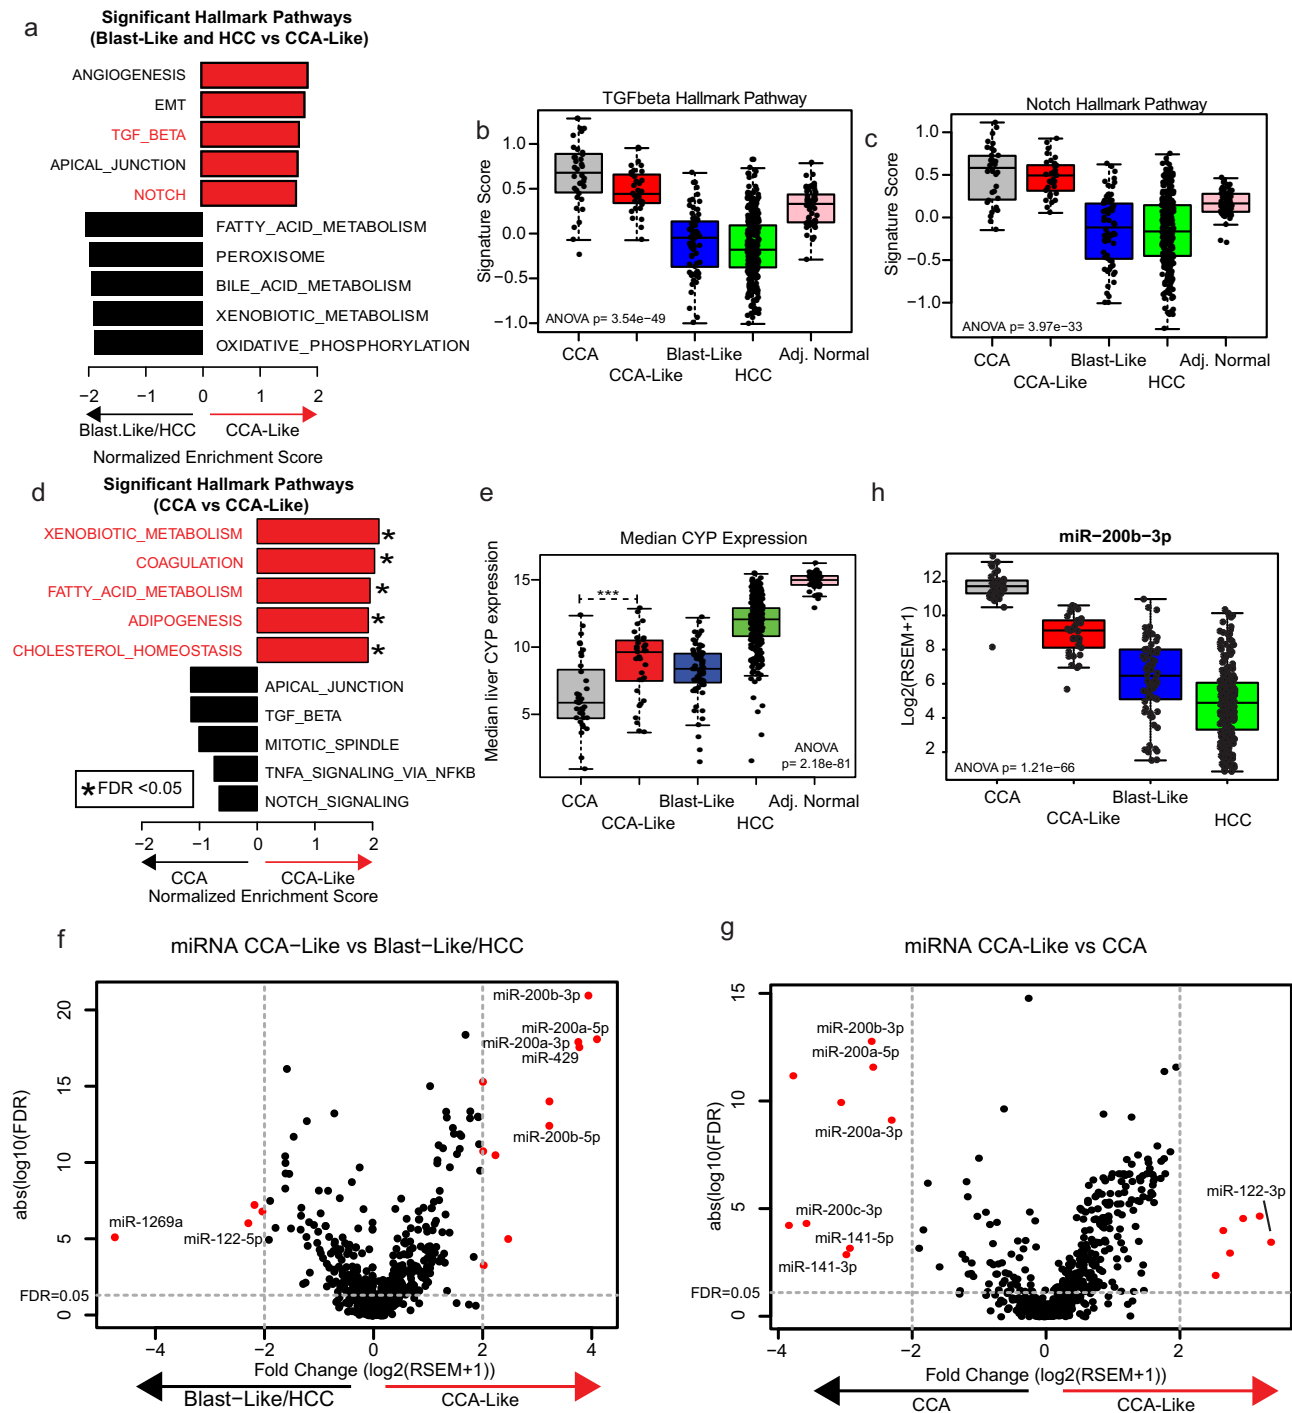 a
Significant Hallmark Pathways
(Blast-Like and HCC vs CCA-Like)
ANGIOGENESIS
EMT
TGF_BETA
APICAL_JUNCTION
NOTCH
FATTY_ACID_METABOLISM
PEROXISOME
BILE_ACID_METABOLISM
XENOBIOTIC_METABOLISM
OXIDATIVE_PHOSPHORYLATION
−2 −1 0 1 2
Blast.Like/HCC CCA-Like
Normalized Enrichment Score
b
TGFbeta Hallmark Pathway
Signature Score
1.0
0.5
0.0
−0.5
−1.0
ANOVA p= 3.54e−49
CCA Blast-Like Adj. Normal
CCA-Like HCC
c
Notch Hallmark Pathway
Signature Score
1.0
0.5
0.0
−1.0
ANOVA p= 3.97e−33
CCA Blast-Like Adj. Normal
CCA-Like HCC
d
Significant Hallmark Pathways
(CCA vs CCA-Like)
XENOBIOTIC_METABOLISM *
COAGULATION *
FATTY_ACID_METABOLISM *
ADIPOGENESIS *
CHOLESTEROL_HOMEOSTASIS *
APICAL_JUNCTION
TGF_BETA
MITOTIC_SPINDLE
TNFA_SIGNALING_VIA_NFKB
NOTCH_SIGNALING
*FDR <0.05
−2 −1 0 1 2
CCA CCA-Like
Normalized Enrichment Score
e
Median CYP Expression
Median liver CYP expression
15
10
5
***
ANOVA
p= 2.18e-81
CCA Blast-Like Adj. Normal
CCA-Like HCC
h
miR−200b−3p
Log2(RSEM+1)
12
10
8
6
4
2
ANOVA p= 1.21e−66
CCA Blast-Like
CCA-Like HCC
f
miRNA CCA−Like vs Blast−Like/HCC
abs(log10(FDR)
20
15
10
5
0
FDR=0.05
miR-200b-3p
miR-200a-5p
miR-200a-3p
miR-429
miR-200b-5p
miR-1269a
miR-122-5p
−4 −2 0 2 4
Fold Change (log2(RSEM+1))
Blast−Like/HCC CCA-Like
g
miRNA CCA-Like vs CCA
abs(log10(FDR)
15
10
5
0
FDR=0.05
miR-200b-3p
miR-200a-5p
miR-200a-3p
miR-200c-3p
miR-141-5p
miR-141-3p
miR-122-3p
−2 0 2
Fold Change (log2(RSEM+1))
CCA CCA-Like